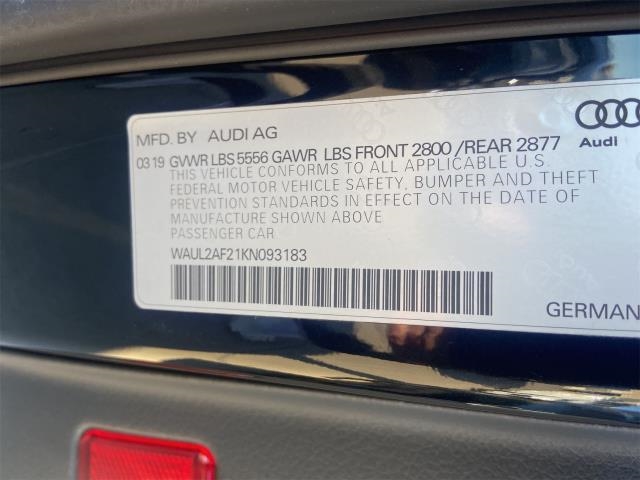 MFD. BY AUDI AG
0319 GVWR LBS 5556 GAWR LBS FRONT 2800 /REAR 2877
THIS VEHICLE CONFORMS TO ALL APPLICABLE U.S.
FEDERAL MOTOR VEHICLE SAFETY, BUMPER AND THEFT
PREVENTION STANDARDS IN EFFECT ON THE DATE OF
MANUFACTURE SHOWN ABOVE
PASSENGER CAR
WAUL2AF21KN093183
Audi
GERMAN